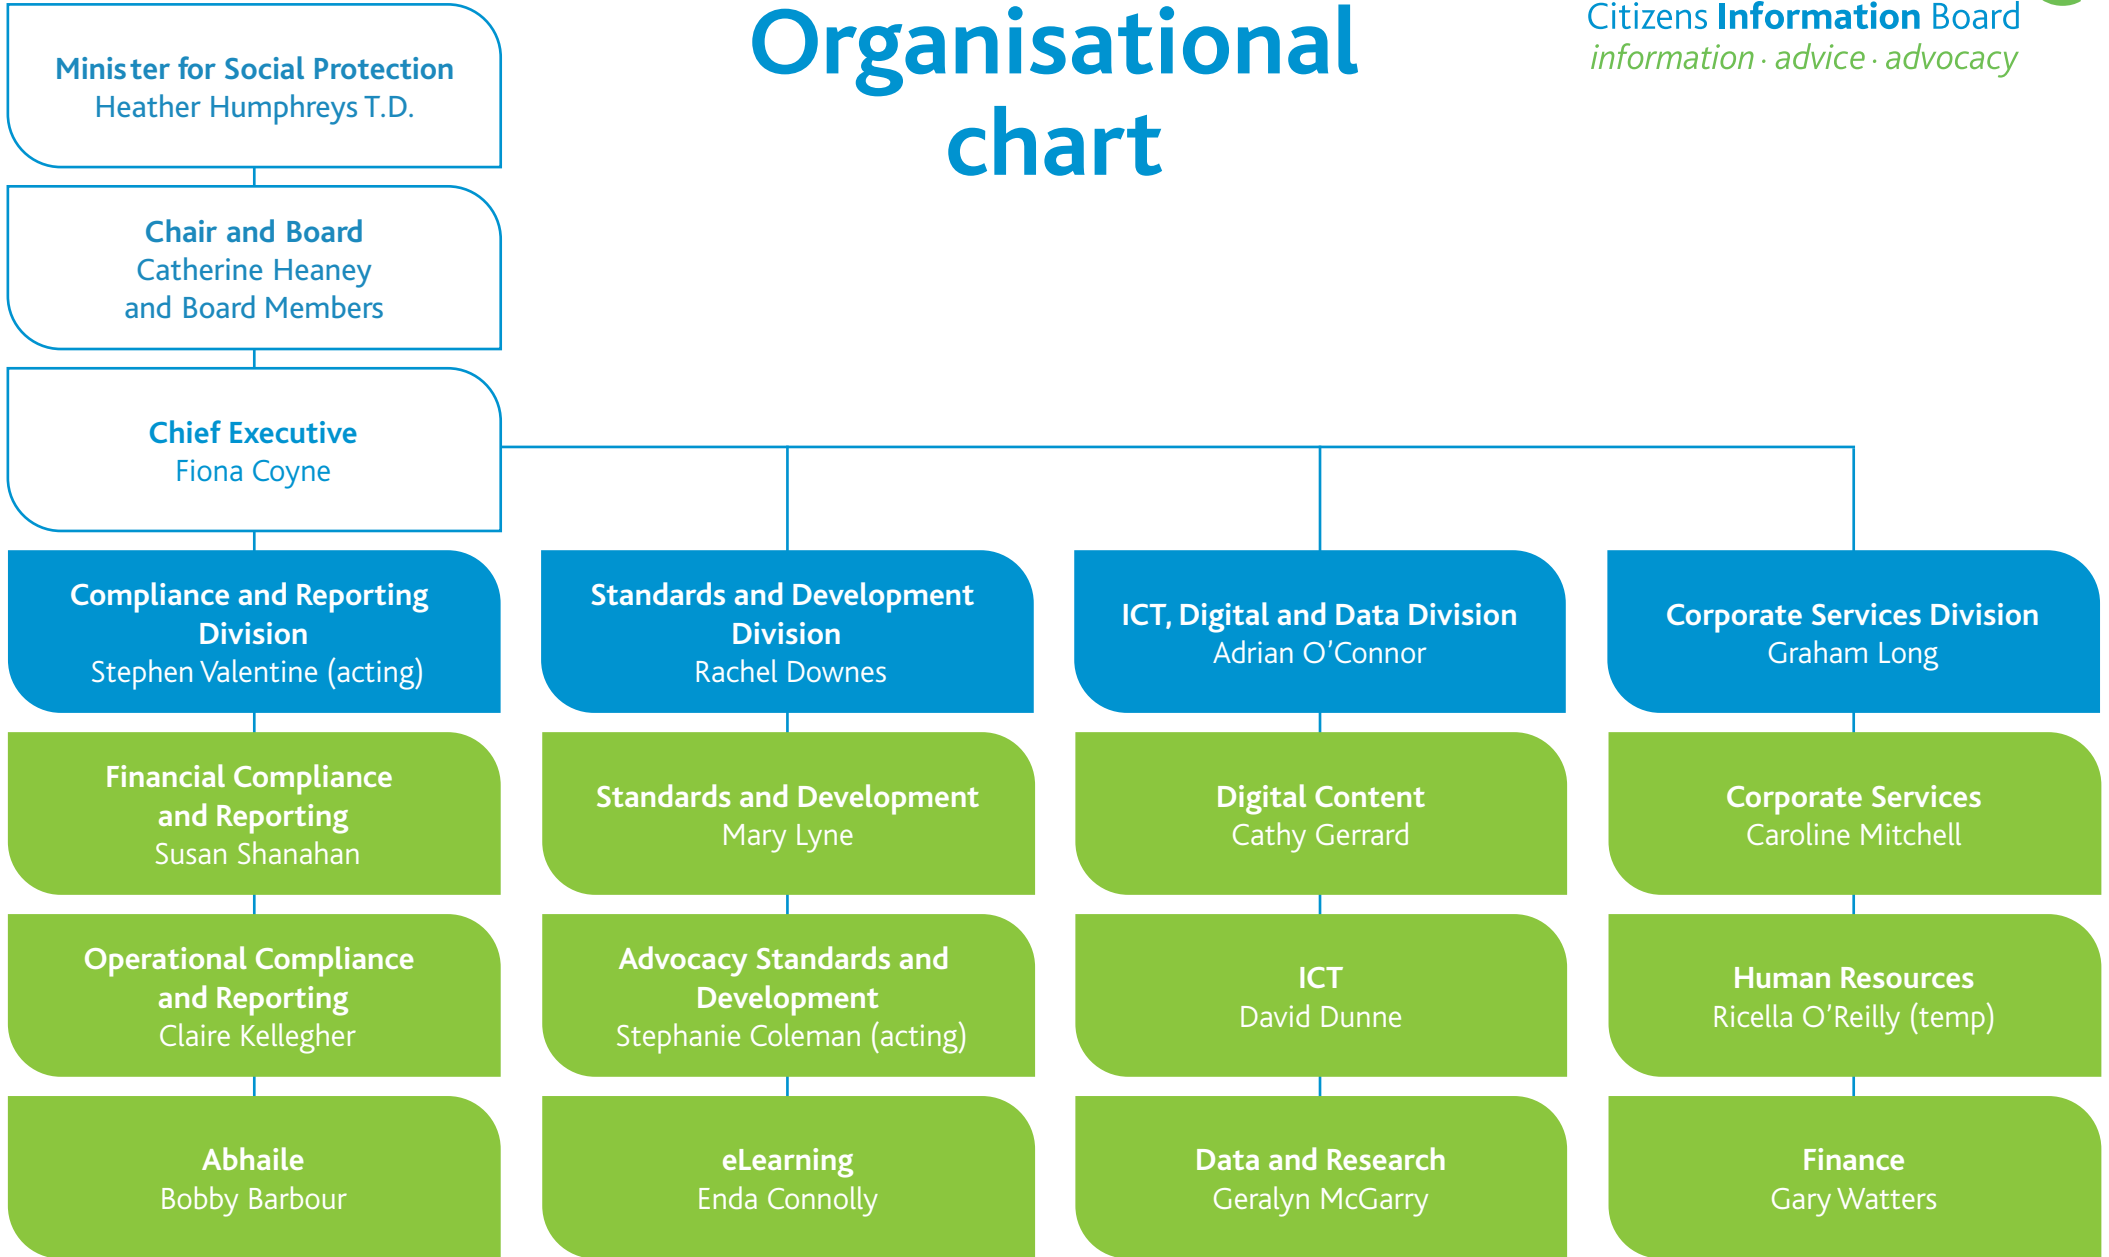 Organisational
chart
Citizens Information Board
information · advice · advocacy
Minister for Social Protection
Heather Humphreys T.D.
Chair and Board
Catherine Heaney
and Board Members
Chief Executive
Fiona Coyne
Compliance and Reporting
Division
Stephen Valentine (acting)
Financial Compliance
and Reporting
Susan Shanahan
Operational Compliance
and Reporting
Claire Kellegher
Abhaile
Bobby Barbour
Standards and Development
Division
Rachel Downes
Standards and Development
Mary Lyne
Advocacy Standards and
Development
Stephanie Coleman (acting)
eLearning
Enda Connolly
ICT, Digital and Data Division
Adrian O’Connor
Digital Content
Cathy Gerrard
ICT
David Dunne
Data and Research
Geralyn McGarry
Corporate Services Division
Graham Long
Corporate Services
Caroline Mitchell
Human Resources
Ricella O’Reilly (temp)
Finance
Gary Watters